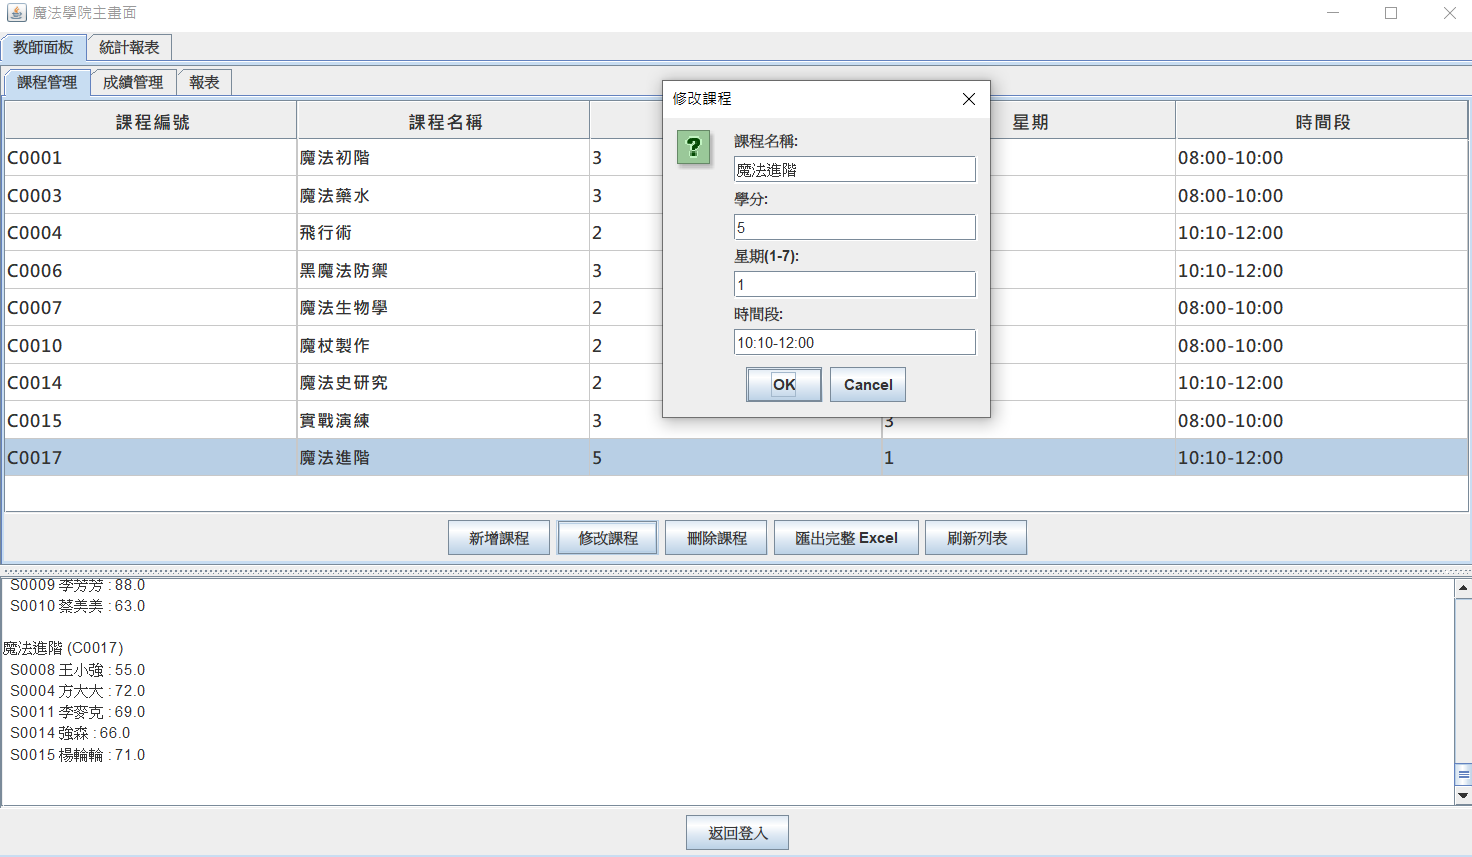 魔法學院主畫面
教師面板 統計報表
課程管理 成績管理 報表
課程編號 課程名稱 星期 時間段
C0001 魔法初階 3 08:00-10:00
C0003 魔法藥水 3 08:00-10:00
C0004 飛行術 2 10:10-12:00
C0006 黑魔法防禦 3 10:10-12:00
C0007 魔法生物學 2 08:00-10:00
C0010 魔杖製作 2 08:00-10:00
C0014 魔法史研究 2 10:10-12:00
C0015 實戰演練 3 3 08:00-10:00
C0017 魔法進階 5 1 10:10-12:00
修改課程
?
課程名稱:
魔法進階
學分:
5
星期(1-7):
1
時間段:
10:10-12:00
OK Cancel
新增課程 修改課程 刪除課程 匯出完整 Excel 刷新列表
S0009 李芳芳 : 88.0
S0010 蔡美美 : 63.0
魔法進階 (C0017)
S0008 王小強 : 55.0
S0004 方大大 : 72.0
S0011 李麥克 : 69.0
S0014 強森 : 66.0
S0015 楊輪輪 : 71.0
返回登入